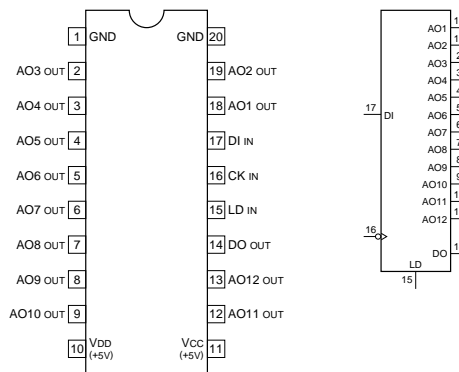 1 GND GND 20
AO3 OUT 2 19 AO2 OUT
AO4 OUT 3 18 AO1 OUT
AO5 OUT 4 17 DI IN
AO6 OUT 5 16 CK IN
AO7 OUT 6 15 LD IN
AO8 OUT 7 14 DO OUT
AO9 OUT 8 13 AO12 OUT
AO10 OUT 9 12 AO11 OUT
10 VDD VCC 11
(+5V) (+5V)
AO1
AO2
AO3
AO4
17 DI AO5
AO6
AO7
AO8
AO9
AO10
AO11
AO12
16
DO
LD
15